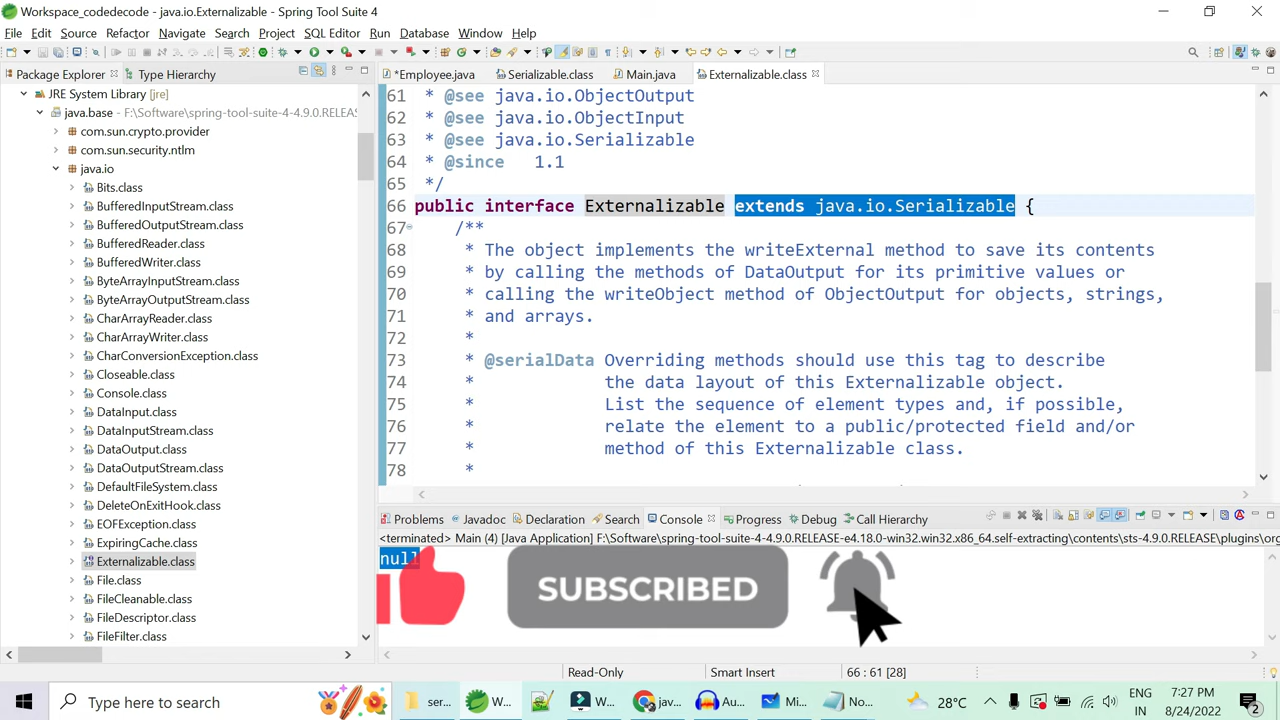 Workspace_codedecode - java.io.Externalizable - Spring Tool Suite 4
File Edit Source Refactor Navigate Search Project SQL Editor Run Database Window Help
Package Explorer Type Hierarchy
*Employee.java Serializable.class Main.java Externalizable.class
JRE System Library [jre]
java.base - F:\Software\spring-tool-suite-4-4.9.0.RELEASE
com.sun.crypto.provider
com.sun.security.ntlm
java.io
Bits.class
BufferedInputStream.class
BufferedOutputStream.class
BufferedReader.class
BufferedWriter.class
ByteArrayInputStream.class
ByteArrayOutputStream.class
CharArrayReader.class
CharArrayWriter.class
CharConversionException.class
Closeable.class
Console.class
DataInput.class
DataInputStream.class
DataOutput.class
DataOutputStream.class
DefaultFileSystem.class
DeleteOnExitHook.class
EOFException.class
ExpiringCache.class
Externalizable.class
File.class
FileCleanable.class
FileDescriptor.class
FileFilter.class
61 * @see java.io.ObjectOutput
62 * @see java.io.ObjectInput
63 * @see java.io.Serializable
64 * @since 1.1
65 */
66 public interface Externalizable extends java.io.Serializable {
67 /**
68 * The object implements the writeExternal method to save its contents
69 * by calling the methods of DataOutput for its primitive values or
70 * calling the writeObject method of ObjectOutput for objects, strings,
71 * and arrays.
72 *
73 * @serialData Overriding methods should use this tag to describe
74 * the data layout of this Externalizable object.
75 * List the sequence of element types and, if possible,
76 * relate the element to a public/protected field and/or
77 * method of this Externalizable class.
78 *
Problems Javadoc Declaration Search Console Progress Debug Call Hierarchy
<terminated> Main (4) [Java Application] F:\Software\spring-tool-suite-4-4.9.0.RELEASE-e4.18.0-win32.win32.x86_64.self-extracting\contents\sts-4.9.0.RELEASE\plugins\org
null
SUBSCRIBED
Read-Only Smart Insert 66 : 61 [28]
Type here to search
ser... W... W... jav... Au... Mi... No... 28°C
ENG
IN
7:27 PM
8/24/2022
2